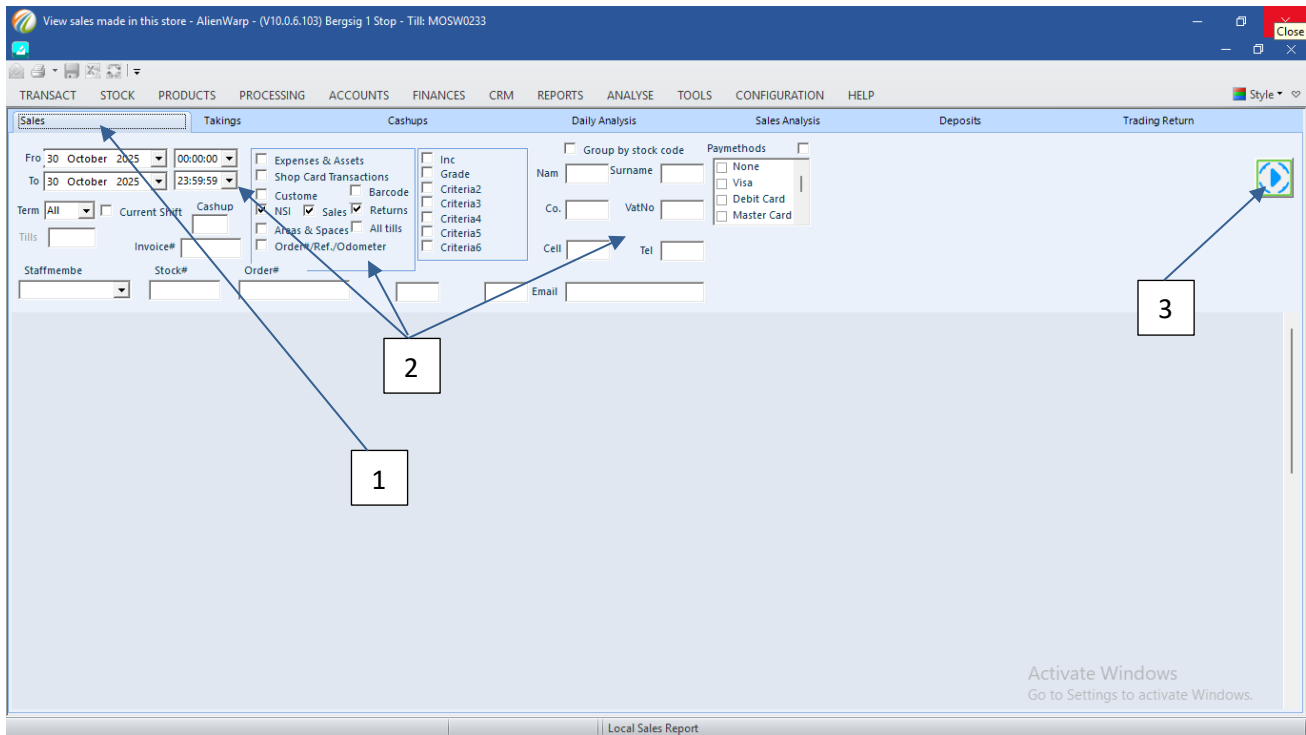 View sales made in this store - AlienWarp - (V10.0.6.103) Bergsig 1 Stop - Till: MOSW0233
Close
TRANSACT STOCK PRODUCTS PROCESSING ACCOUNTS FINANCES CRM REPORTS ANALYSE TOOLS CONFIGURATION HELP Style
Sales Takings Cashups Daily Analysis Sales Analysis Deposits Trading Return
Fro 30 October 2025 00:00:00
To 30 October 2025 23:59:59
Term All Current Shift Cashup
Tills
Invoice#
Staffmembe Stock# Order#
Expenses & Assets
Shop Card Transactions
Custome Barcode
NSI Sales Returns
Areas & Spaces All tills
Order#/Ref./Odometer
Inc
Grade
Criteria2
Criteria3
Criteria4
Criteria5
Criteria6
Group by stock code
Nam Surname
Co. VatNo
Cell Tel
Email
Paymethods
None
Visa
Debit Card
Master Card
3
2
1
Activate Windows
Go to Settings to activate Windows.
Local Sales Report